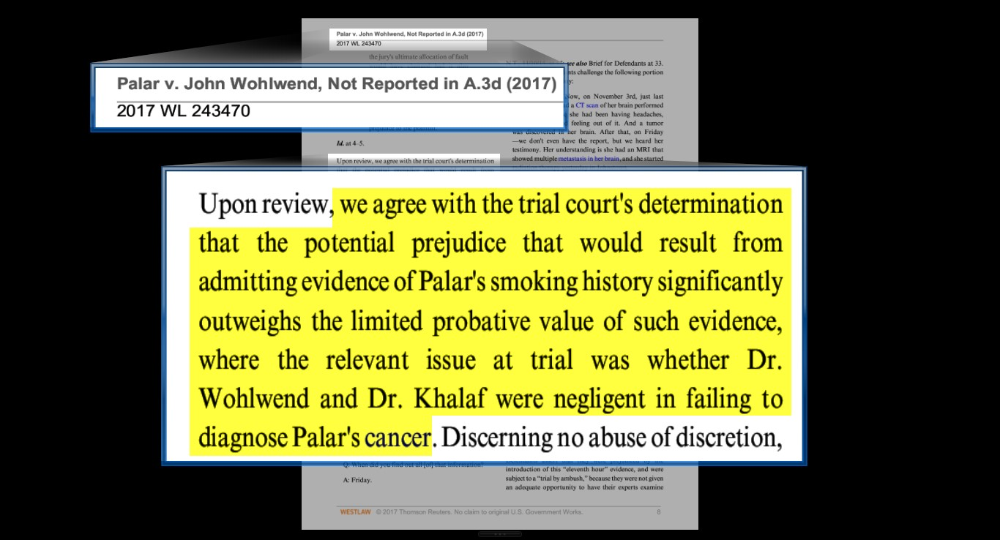 Palar v. John Wohlwend, Not Reported in A.3d (2017)
2017 WL 243470
the jury's ultimate allocation of fault
Palar v. John Wohlwend, Not Reported in A.3d (2017)
2017 WL 243470
Id. at 4–5.
Upon review, we agree with the trial court's determination
Upon review, we agree with the trial court's determination
that the potential prejudice that would result from
admitting evidence of Palar's smoking history significantly
outweighs the limited probative value of such evidence,
where the relevant issue at trial was whether Dr.
Wohlwend and Dr. Khalaf were negligent in failing to
diagnose Palar's cancer. Discerning no abuse of discretion,
Q: When did you find out all [of] that information?
A: Friday.
see also Brief for Defendants at 33.
challenge the following portion
on November 3rd, just last
a CT scan of her brain performed
she had been having headaches,
feeling out of it. And a tumor
was discovered in her brain. After that, on Friday
—we don't even have the report, but we heard her
testimony. Her understanding is she had an MRI that
showed multiple metastasis in her brain, and she started
introduction of this “eleventh hour” evidence, and were
subject to a “trial by ambush,” because they were not given
an adequate opportunity to have their experts examine
WESTLAW © 2017 Thomson Reuters. No claim to original U.S. Government Works. 8